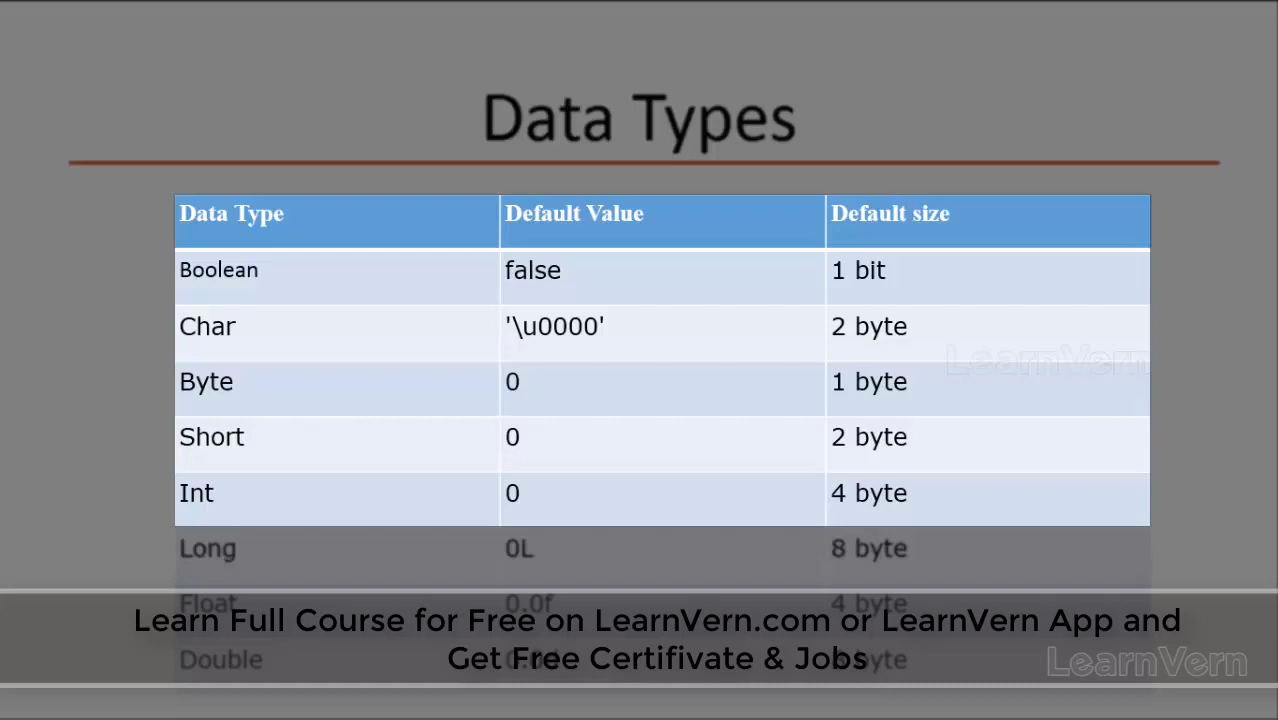 Data Types
Data Type Default Value Default size
Boolean false 1 bit
Char '\u0000' 2 byte
Byte 0 1 byte
Short 0 2 byte
Int 0 4 byte
Long 0L 8 byte
Float 0.0f 4 byte
Double byte
LearnVern
Learn Full Course for Free on LearnVern.com or LearnVern App and
Get Free Certifivate & Jobs
LearnVern